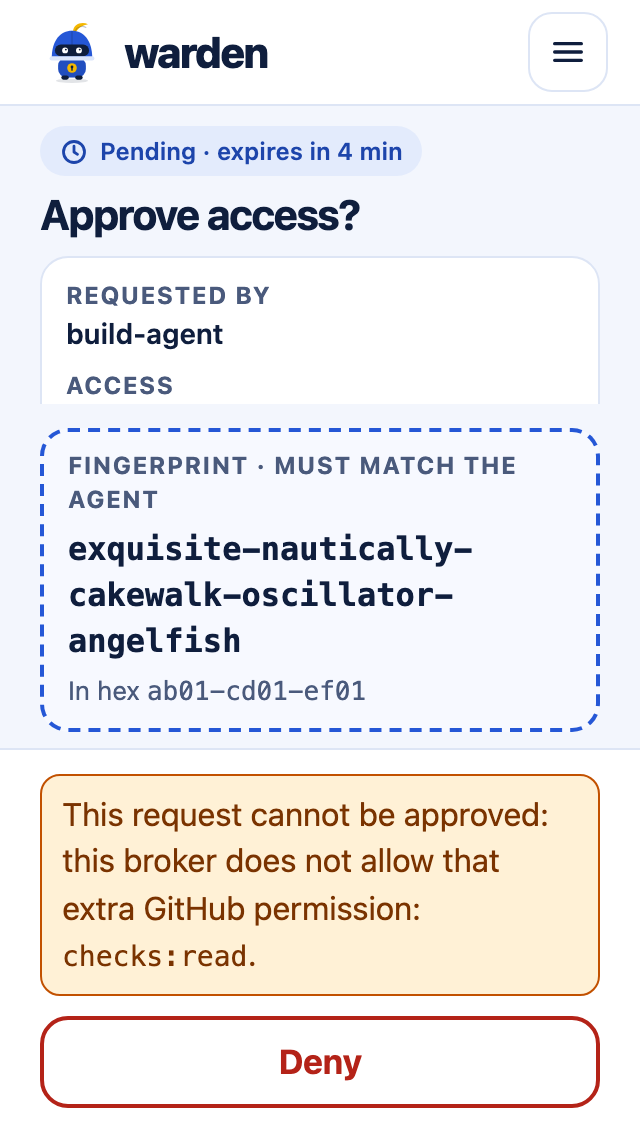 warden
Pending · expires in 4 min
Approve access?
REQUESTED BY
build-agent
ACCESS
FINGERPRINT · MUST MATCH THE
AGENT
exquisite-nautically-
cakewalk-oscillator-
angelfish
In hex ab01-cd01-ef01
This request cannot be approved:
this broker does not allow that
extra GitHub permission:
checks:read.
Deny